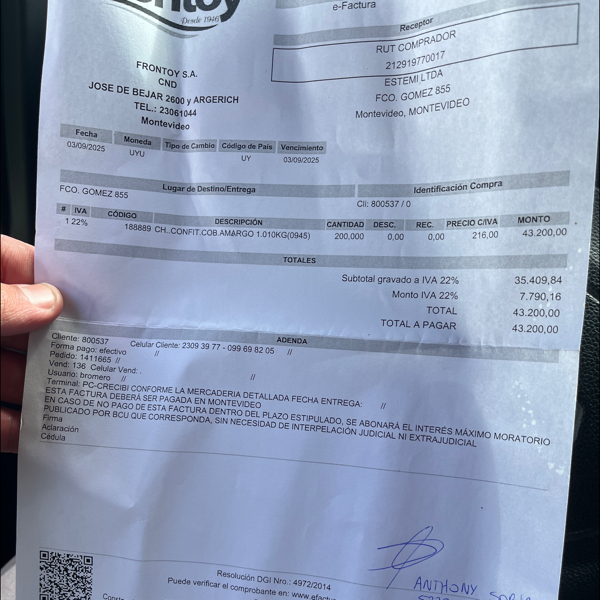 Desde 1946
e-Factura
Receptor
RUT COMPRADOR
212919770017
ESTEMI LTDA
FCO. GOMEZ 855
Montevideo, MONTEVIDEO
FRONTOY S.A.
CND
JOSE DE BEJAR 2600 y ARGERICH
TEL.: 23061044
Montevideo
Fecha Moneda Tipo de Cambio Código de País Vencimiento
03/09/2025 UYU UY 03/09/2025
Lugar de Destino/Entrega Identificación Compra
FCO. GOMEZ 855 Cli: 800537 / 0
# IVA CÓDIGO DESCRIPCIÓN CANTIDAD DESC. REC. PRECIO C/IVA MONTO
1 22% 188889 CH..CONFIT.COB.AMARGO 1.010KG(0945) 200,000 0,00 0,00 216,00 43.200,00
TOTALES
Subtotal gravado a IVA 22% 35.409,84
Monto IVA 22% 7.790,16
TOTAL 43.200,00
TOTAL A PAGAR 43.200,00
ADENDA
Cliente: 800537 Celular Cliente: 2309 39 77 - 099 69 82 05 //
Forma pago: efectivo //
Pedido: 1411665 //
Vend: 136 Celular Vend: . //
Usuario: bromero //
Terminal: PC-CRECIBI CONFORME LA MERCADERIA DETALLADA FECHA ENTREGA: //
ESTA FACTURA DEBERÁ SER PAGADA EN MONTEVIDEO
EN CASO DE NO PAGO DE ESTA FACTURA DENTRO DEL PLAZO ESTIPULADO, SE ABONARÁ EL INTERÉS MÁXIMO MORATORIO
PUBLICADO POR BCU QUE CORRESPONDA, SIN NECESIDAD DE INTERPELACIÓN JUDICIAL NI EXTRAJUDICIAL
Firma
Aclaración
Cédula
Resolución DGI Nro.: 4972/2014
Puede verificar el comprobante en: www.efactu
ANTHONY